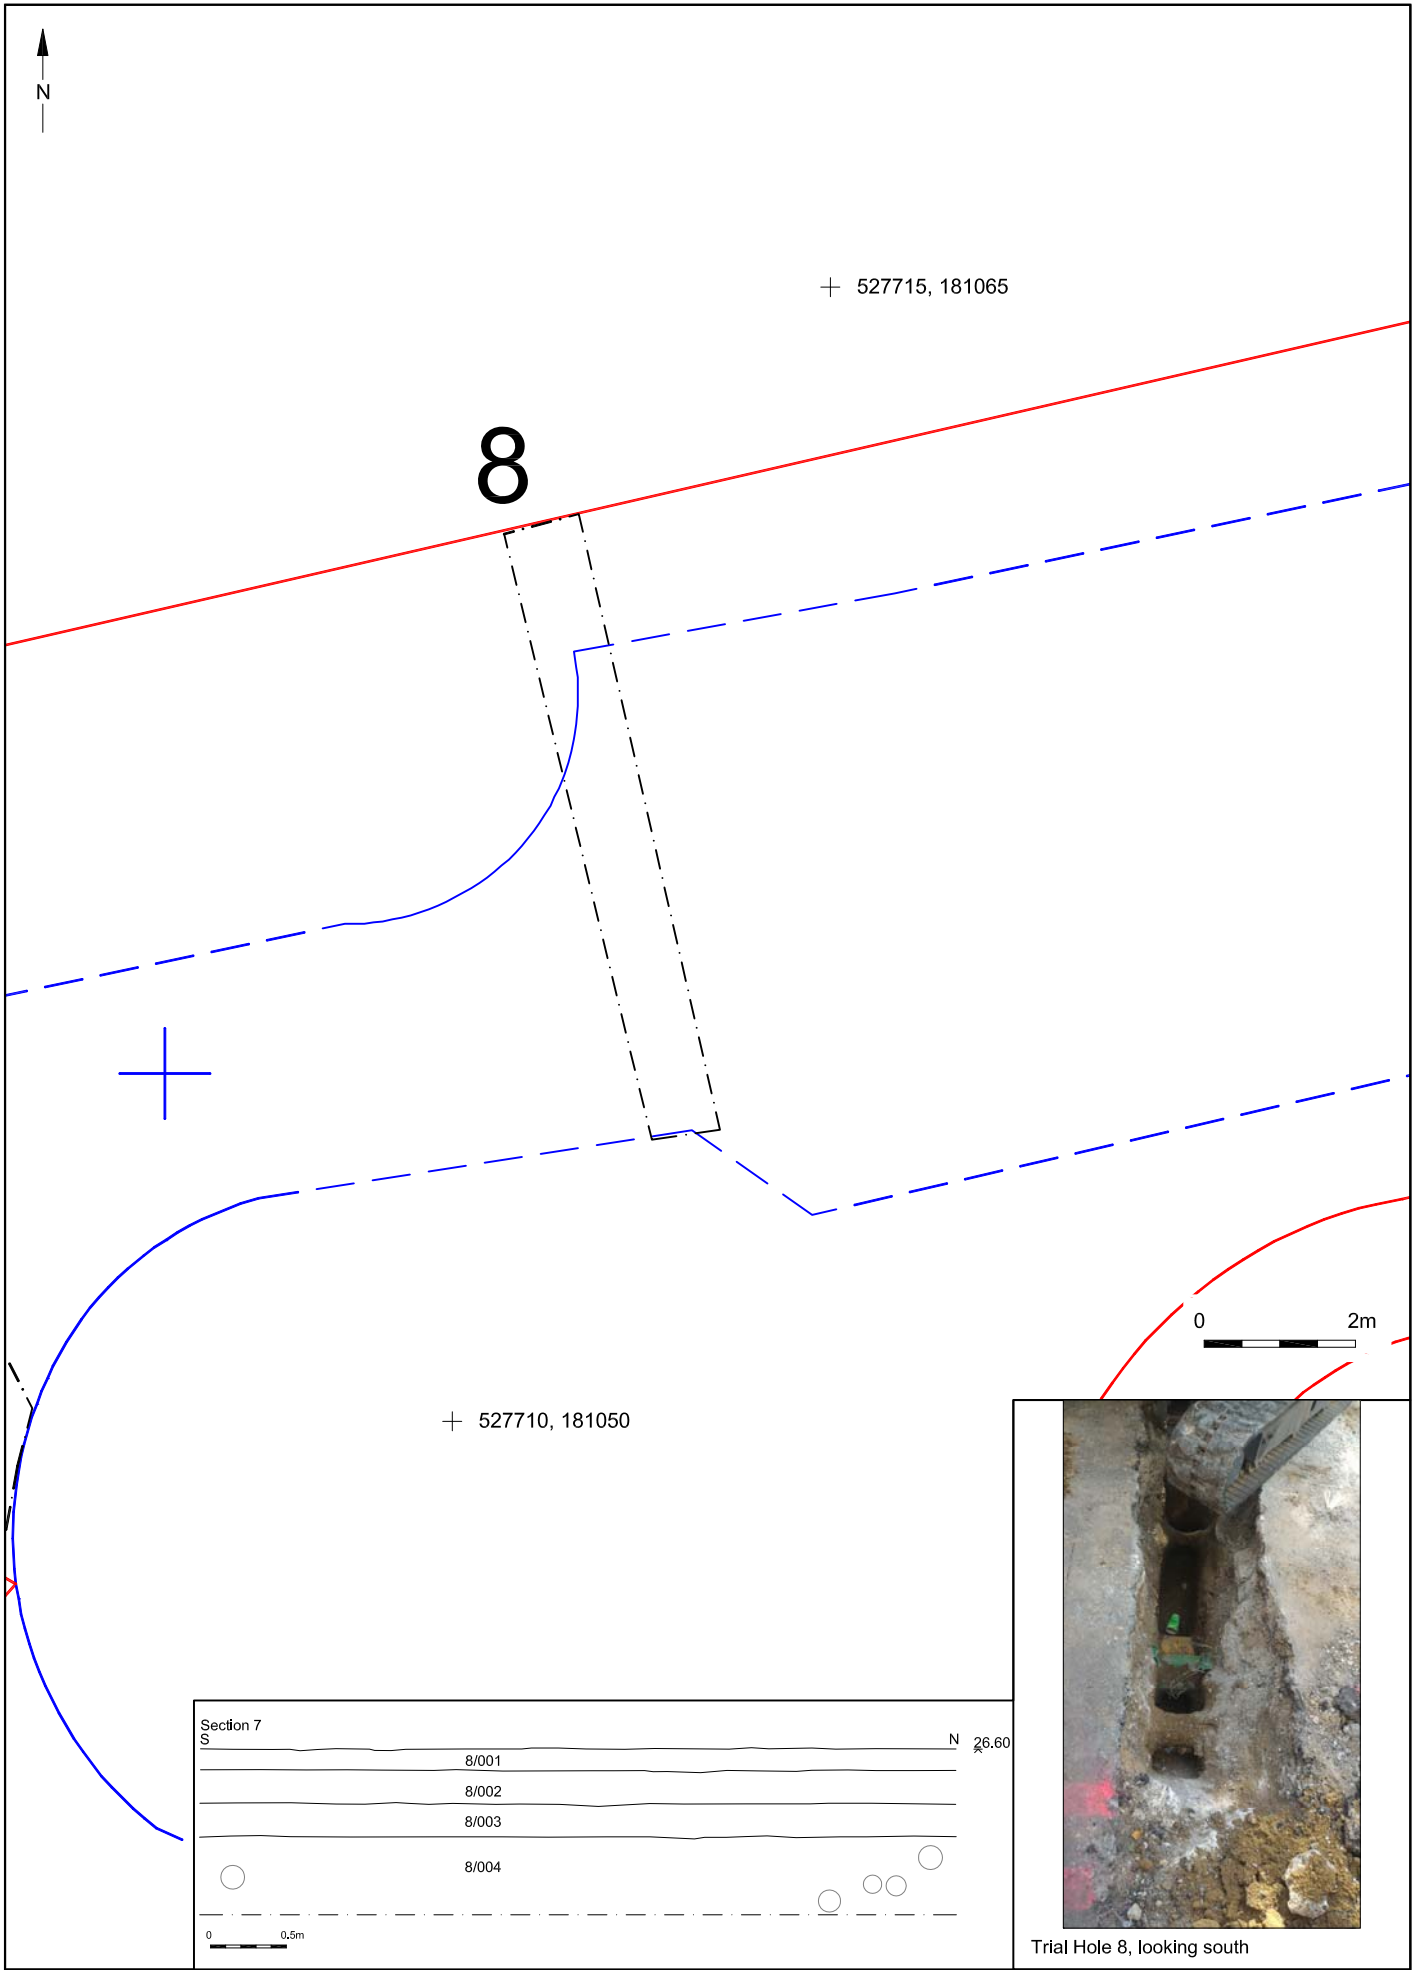 N
527715, 181065
8
0 2m
527710, 181050
Section 7
S N 26.60
8/001
8/002
8/003
8/004
0 0.5m
Trial Hole 8, looking south